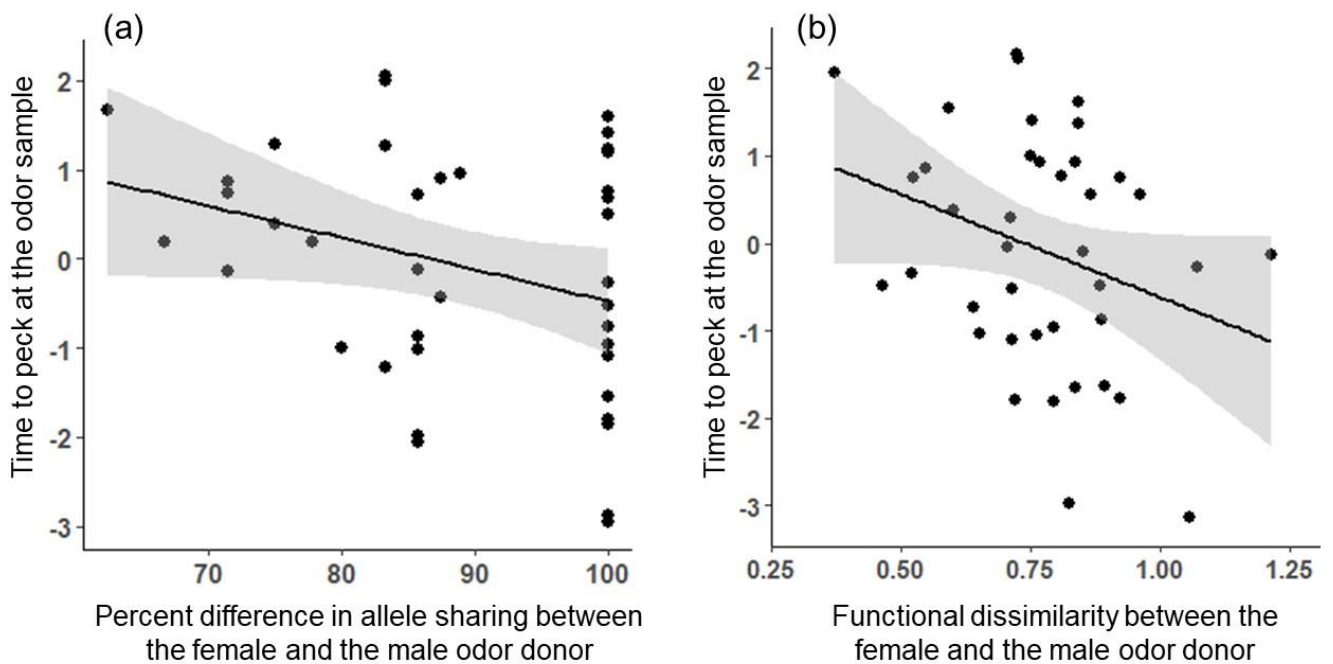 (a)
Time to peck at the odor sample
2
1
0
-1
-2
-3
70 80 90 100
Percent difference in allele sharing between
the female and the male odor donor
(b)
Time to peck at the odor sample
2
1
0
-1
-2
-3
0.25 0.50 0.75 1.00 1.25
Functional dissimilarity between the
female and the male odor donor